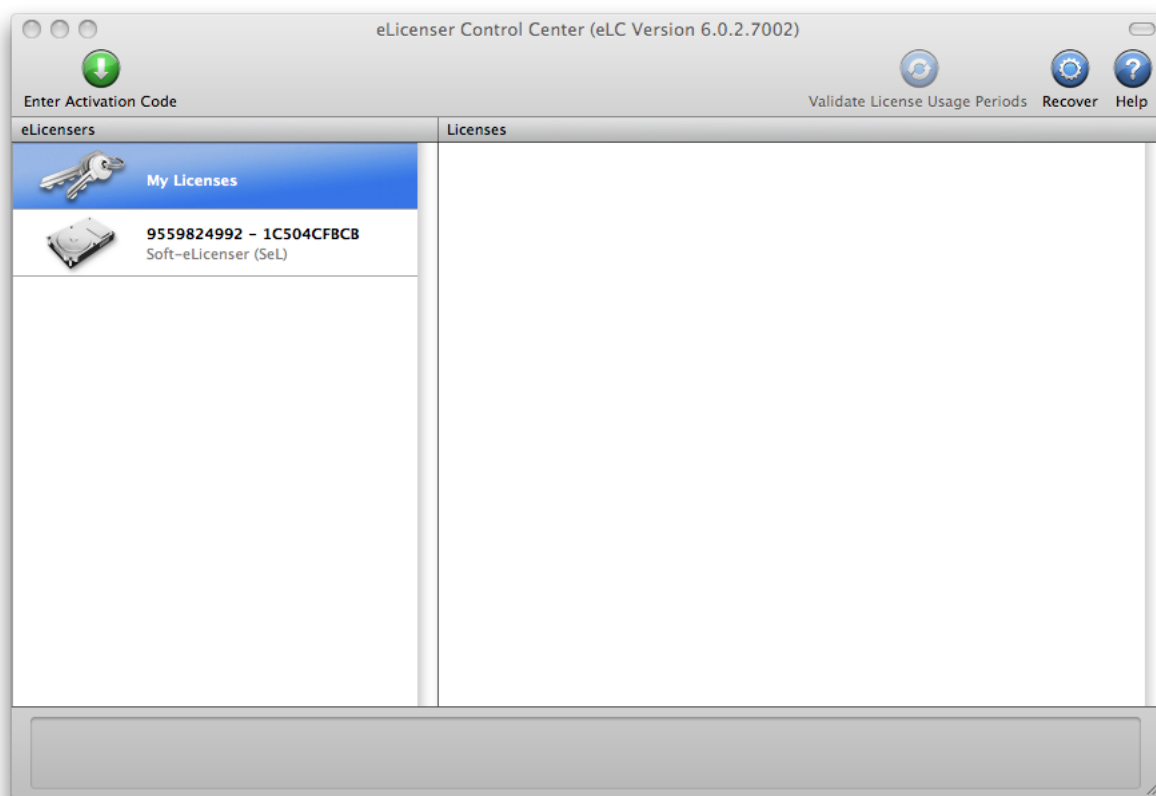 eLicenser Control Center (eLC Version 6.0.2.7002)
Enter Activation Code
Validate License Usage Periods
Recover
Help
eLicensers
Licenses
My Licenses
9559824992 – 1C504CFBCB
Soft-eLicenser (SeL)